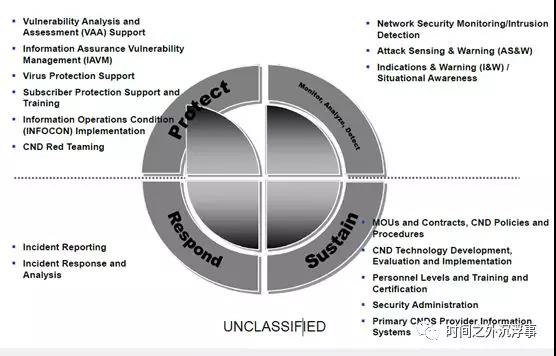 Vulnerability Analysis and
Assessment (VAA) Support
Information Assurance Vulnerability
Management (IAVM)
Virus Protection Support
Subscriber Protection Support and
Training
Information Operations Condition
(INFOCON) Implementation
CND Red Teaming
Network Security Monitoring/Intrusion
Detection
Attack Sensing & Warning (AS&W)
Indications & Warning (I&W) /
Situational Awareness
Protect
Monitor, Analyze, Detect
Respond
Sustain
Incident Reporting
Incident Response and
Analysis
MOUs and Contracts, CND Policies and
Procedures
CND Technology Development,
Evaluation and Implementation
Personnel Levels and Training and
Certification
Security Administration
Primary CNDS Provider Information
Systems
UNCLASSIFIED
时间之外沉浮事